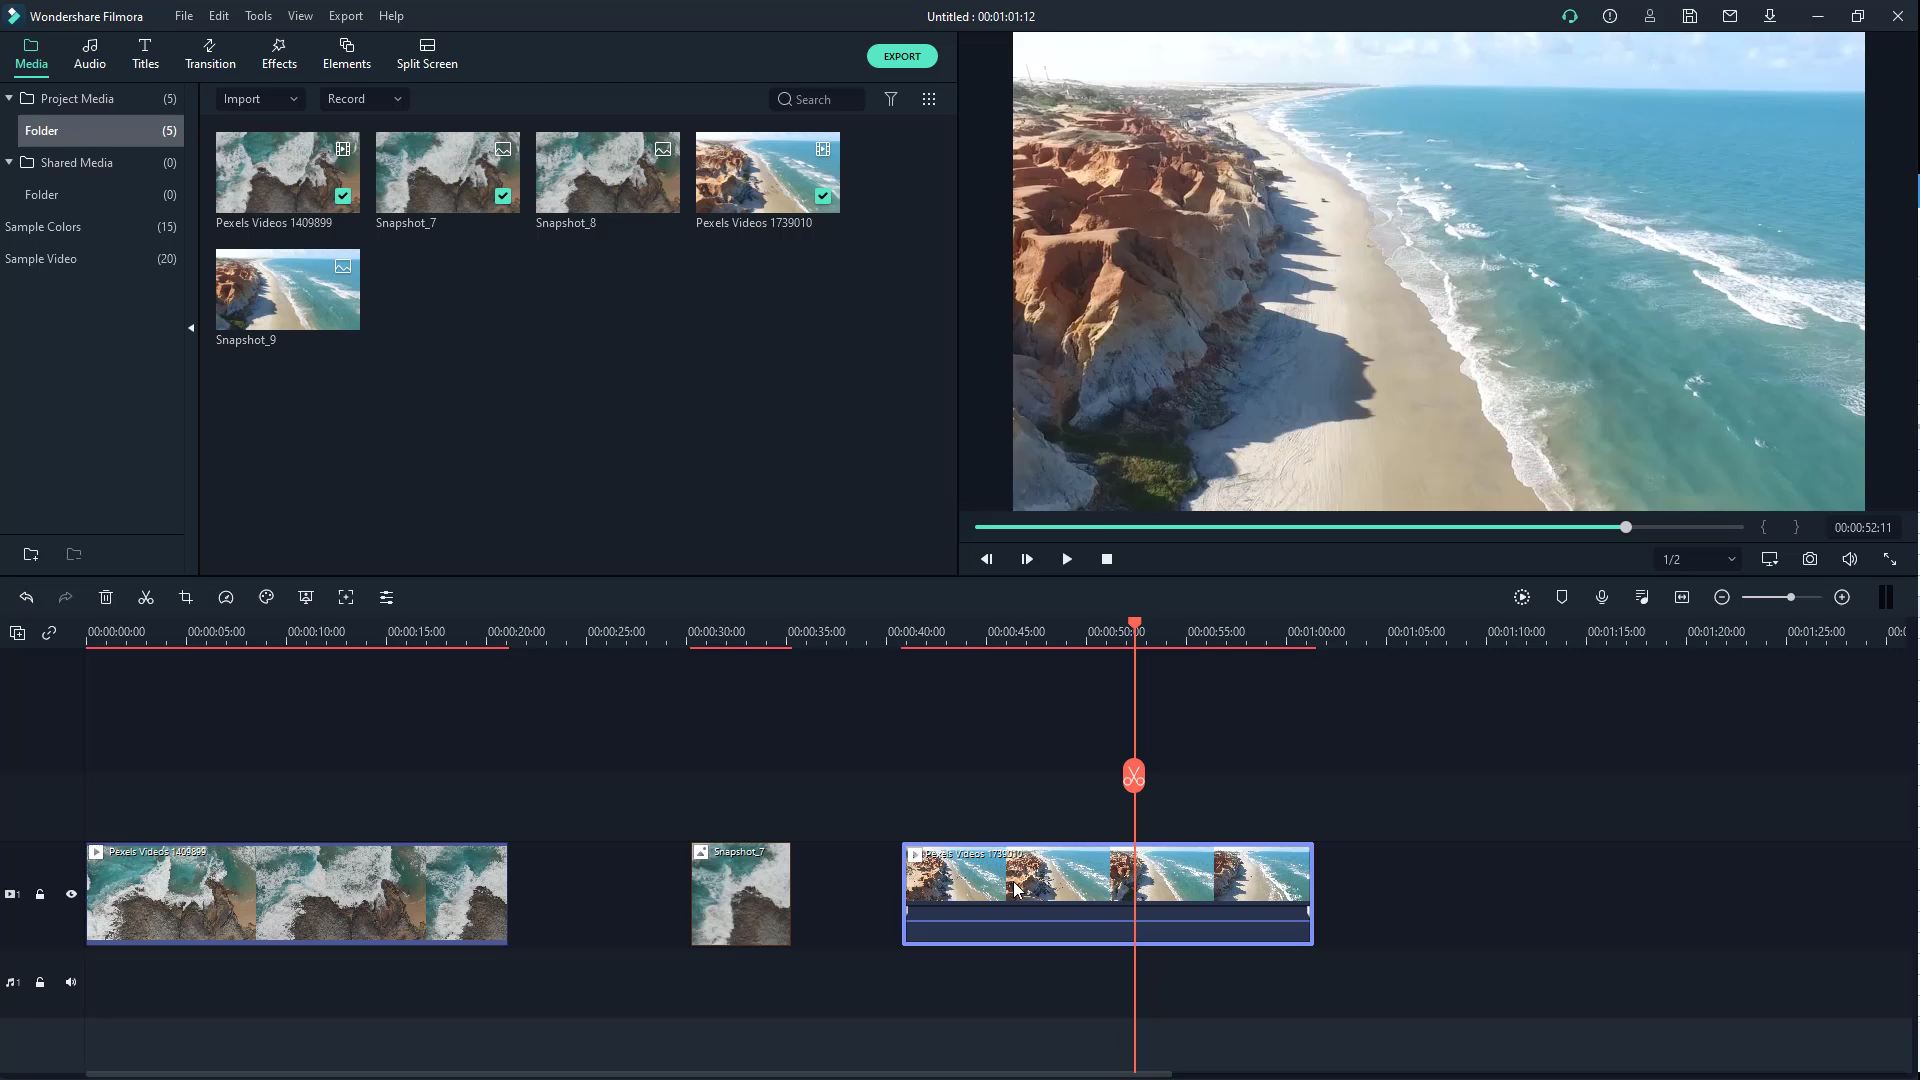 Wondershare Filmora File Edit Tools View Export Help Untitled : 00:01:01:12
Media Audio Titles Transition Effects Elements Split Screen EXPORT
Project Media (5)
Folder (5)
Shared Media (0)
Folder (0)
Sample Colors (15)
Sample Video (20)
Import Record Search
Pexels Videos 1409899 Snapshot_7 Snapshot_8 Pexels Videos 1739010
Snapshot_9
00:00:52:11
1/2
00:00:00:00 00:00:05:00 00:00:10:00 00:00:15:00 00:00:20:00 00:00:25:00 00:00:30:00 00:00:35:00 00:00:40:00 00:00:45:00 00:00:50:00 00:00:55:00 00:01:00:00 00:01:05:00 00:01:10:00 00:01:15:00 00:01:20:00 00:01:25:00
Pexels Videos 1409899 Snapshot_7 Pexels Videos 1739010
1
1